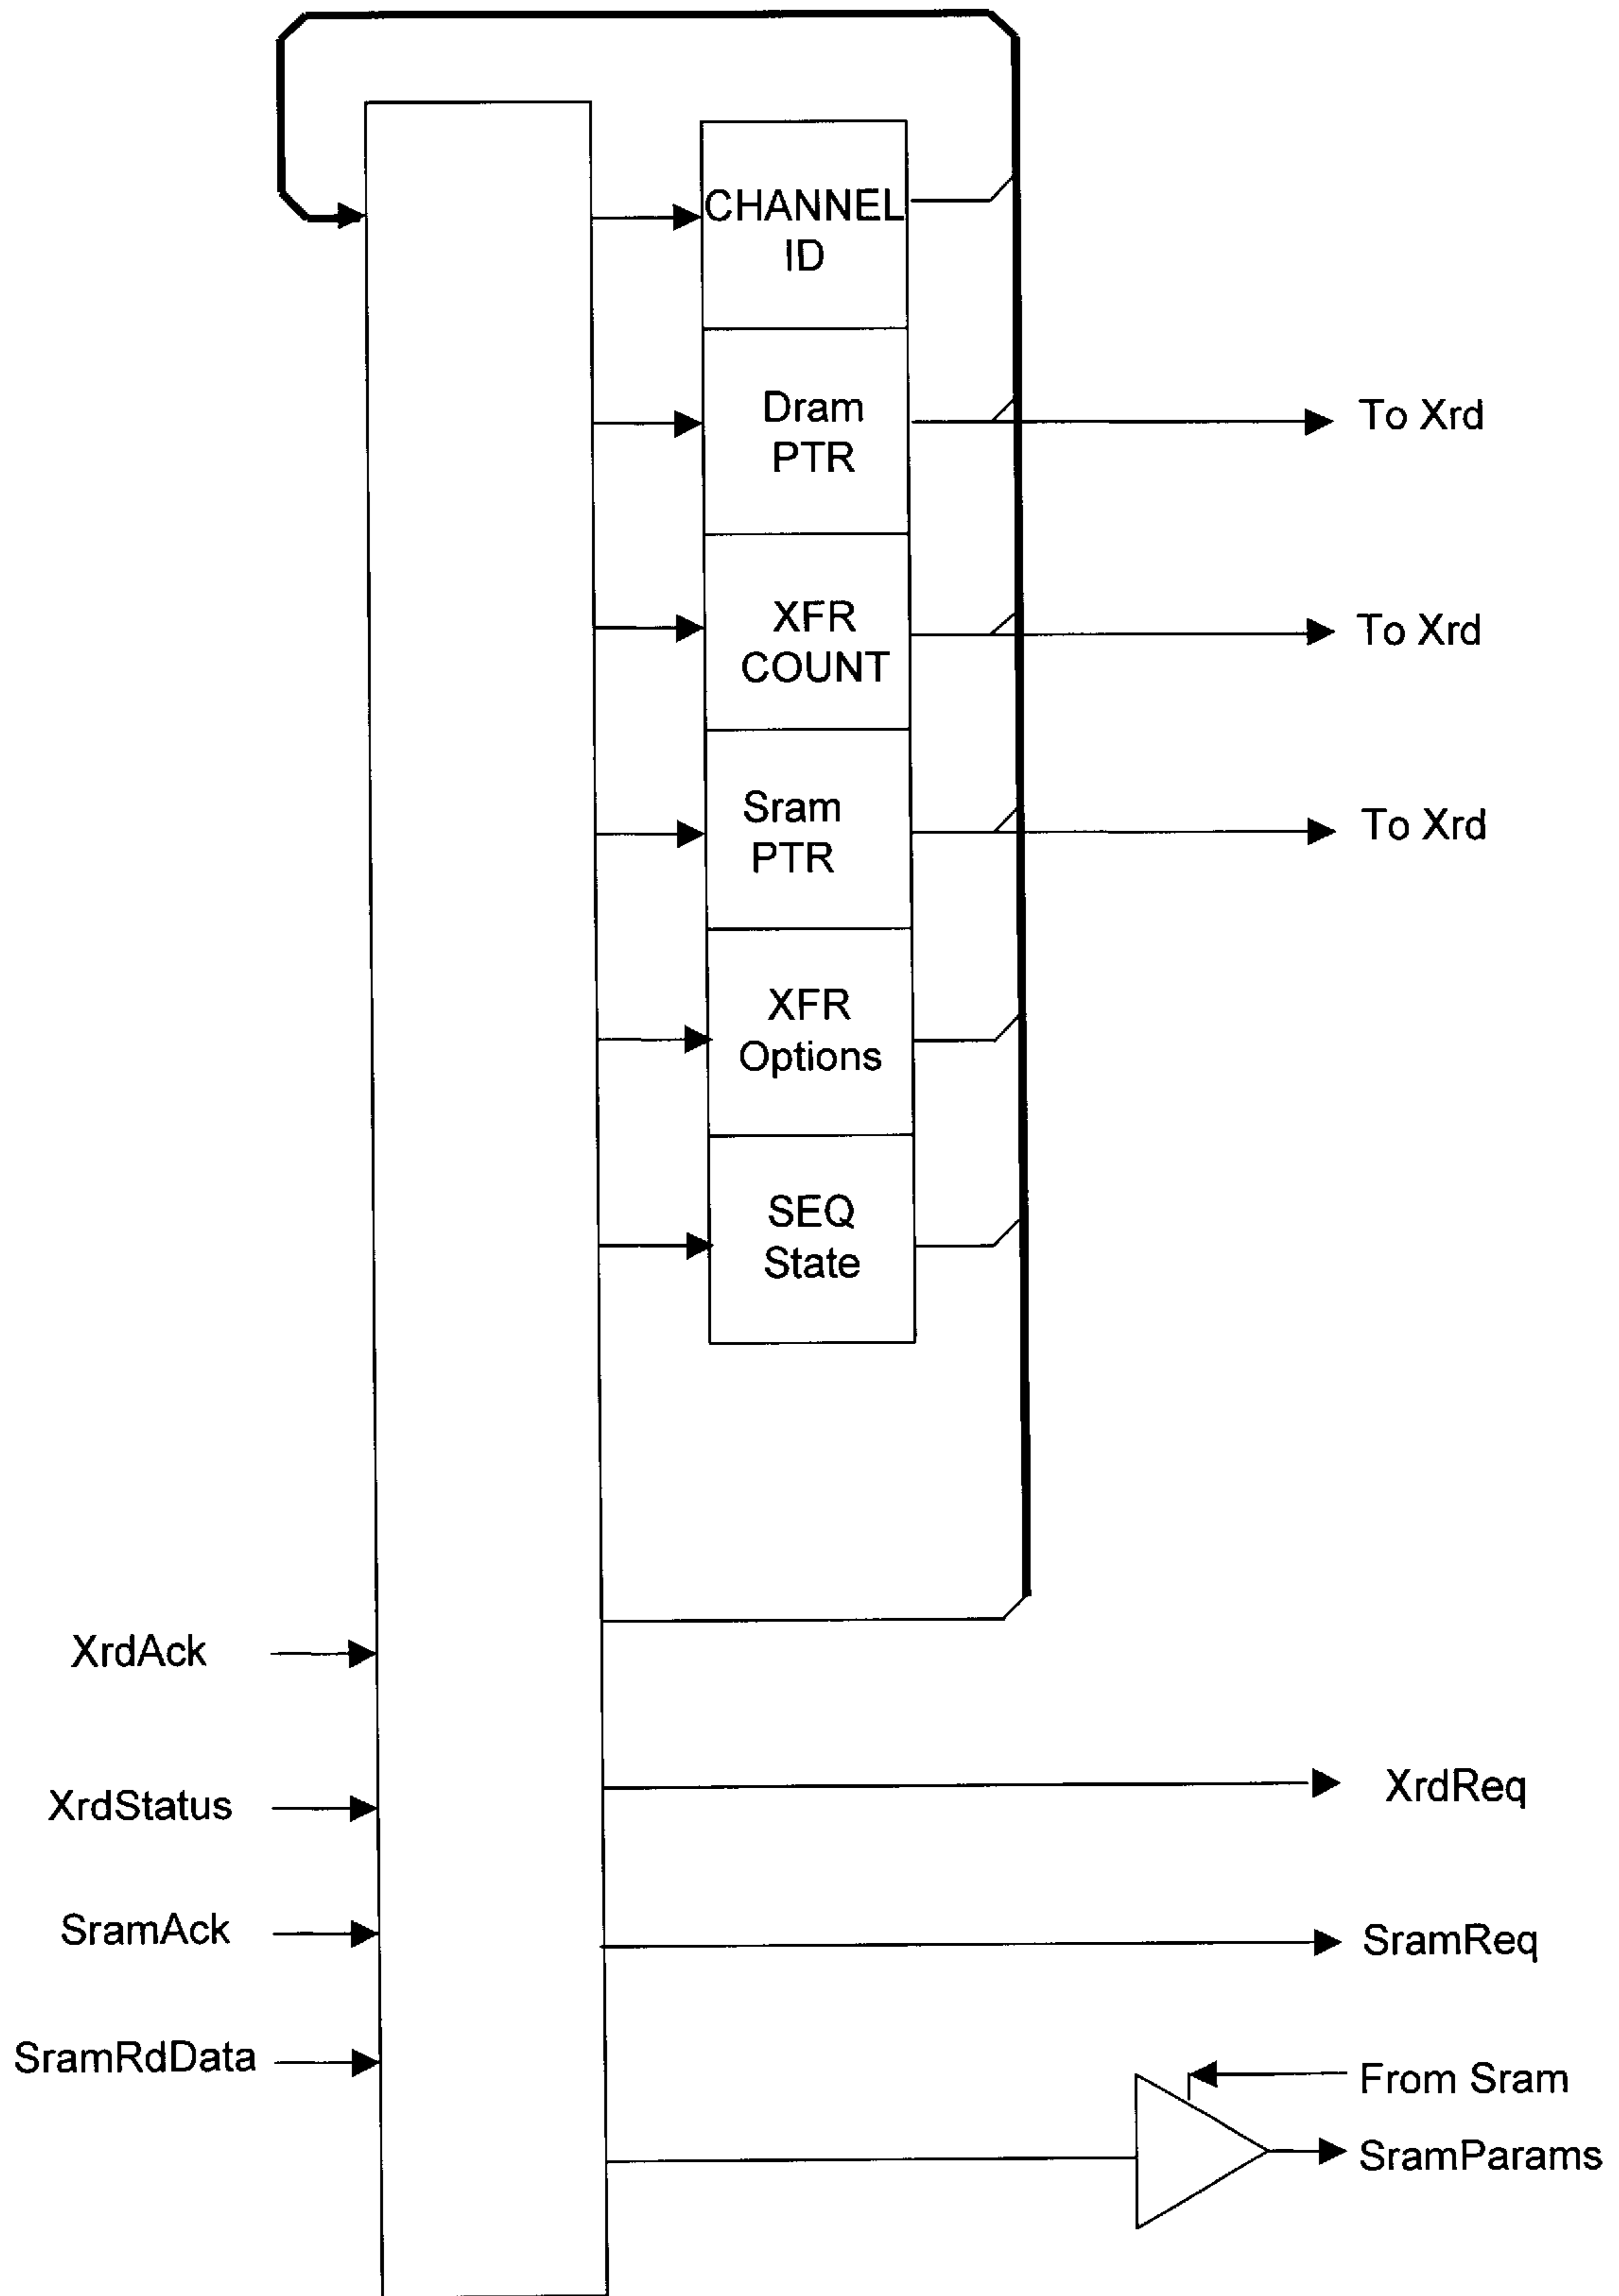 CHANNEL
ID
Dram
PTR
To Xrd
XFR
COUNT
To Xrd
Sram
PTR
To Xrd
XFR
Options
SEQ
State
XrdAck
XrdStatus
XrdReq
SramAck
SramReq
SramRdData
From Sram
SramParams